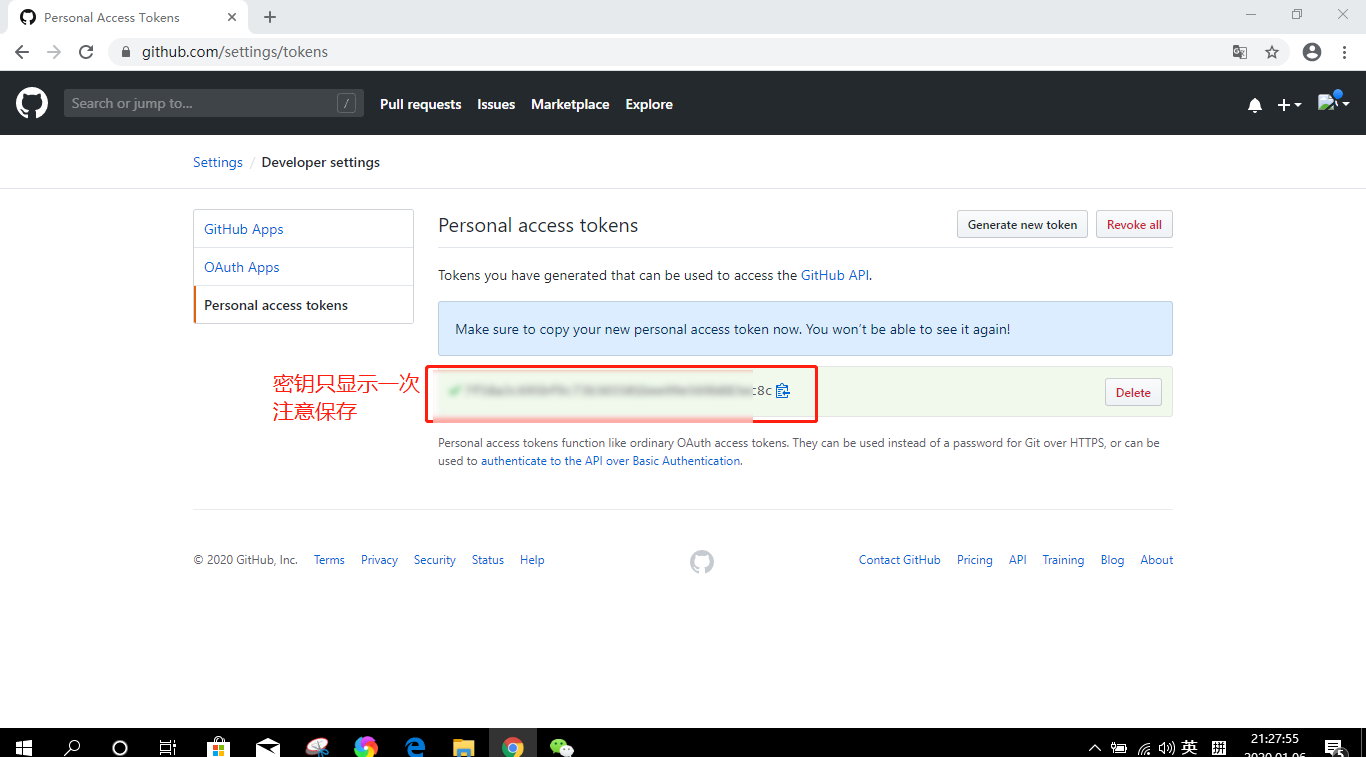 Personal Access Tokens
github.com/settings/tokens
Search or jump to...
/
Pull requests
Issues
Marketplace
Explore
Settings / Developer settings
GitHub Apps
OAuth Apps
Personal access tokens
Personal access tokens
Generate new token
Revoke all
Tokens you have generated that can be used to access the GitHub API.
Make sure to copy your new personal access token now. You won't be able to see it again!
密钥只显示一次
注意保存
c8c
Delete
Personal access tokens function like ordinary OAuth access tokens. They can be used instead of a password for Git over HTTPS, or can be
used to authenticate to the API over Basic Authentication.
© 2020 GitHub, Inc.
Terms
Privacy
Security
Status
Help
Contact GitHub
Pricing
API
Training
Blog
About
英
拼
21:27:55
2020.01.06
5